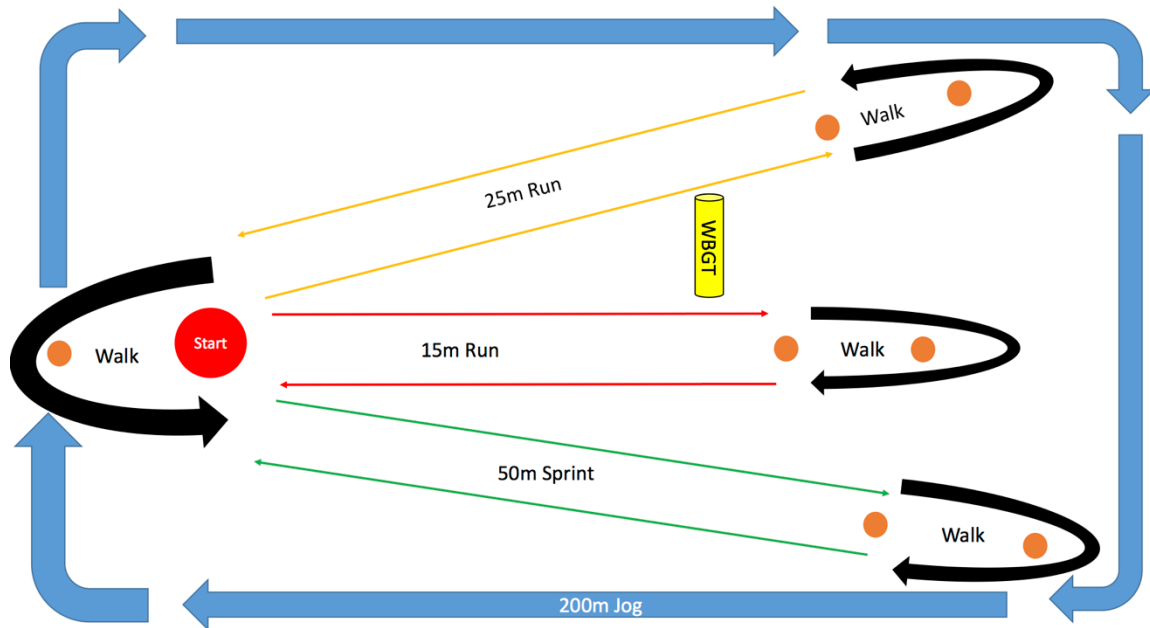 Walk
25m Run
WBGT
Start
Walk
15m Run
Walk
50m Sprint
Walk
200m Jog